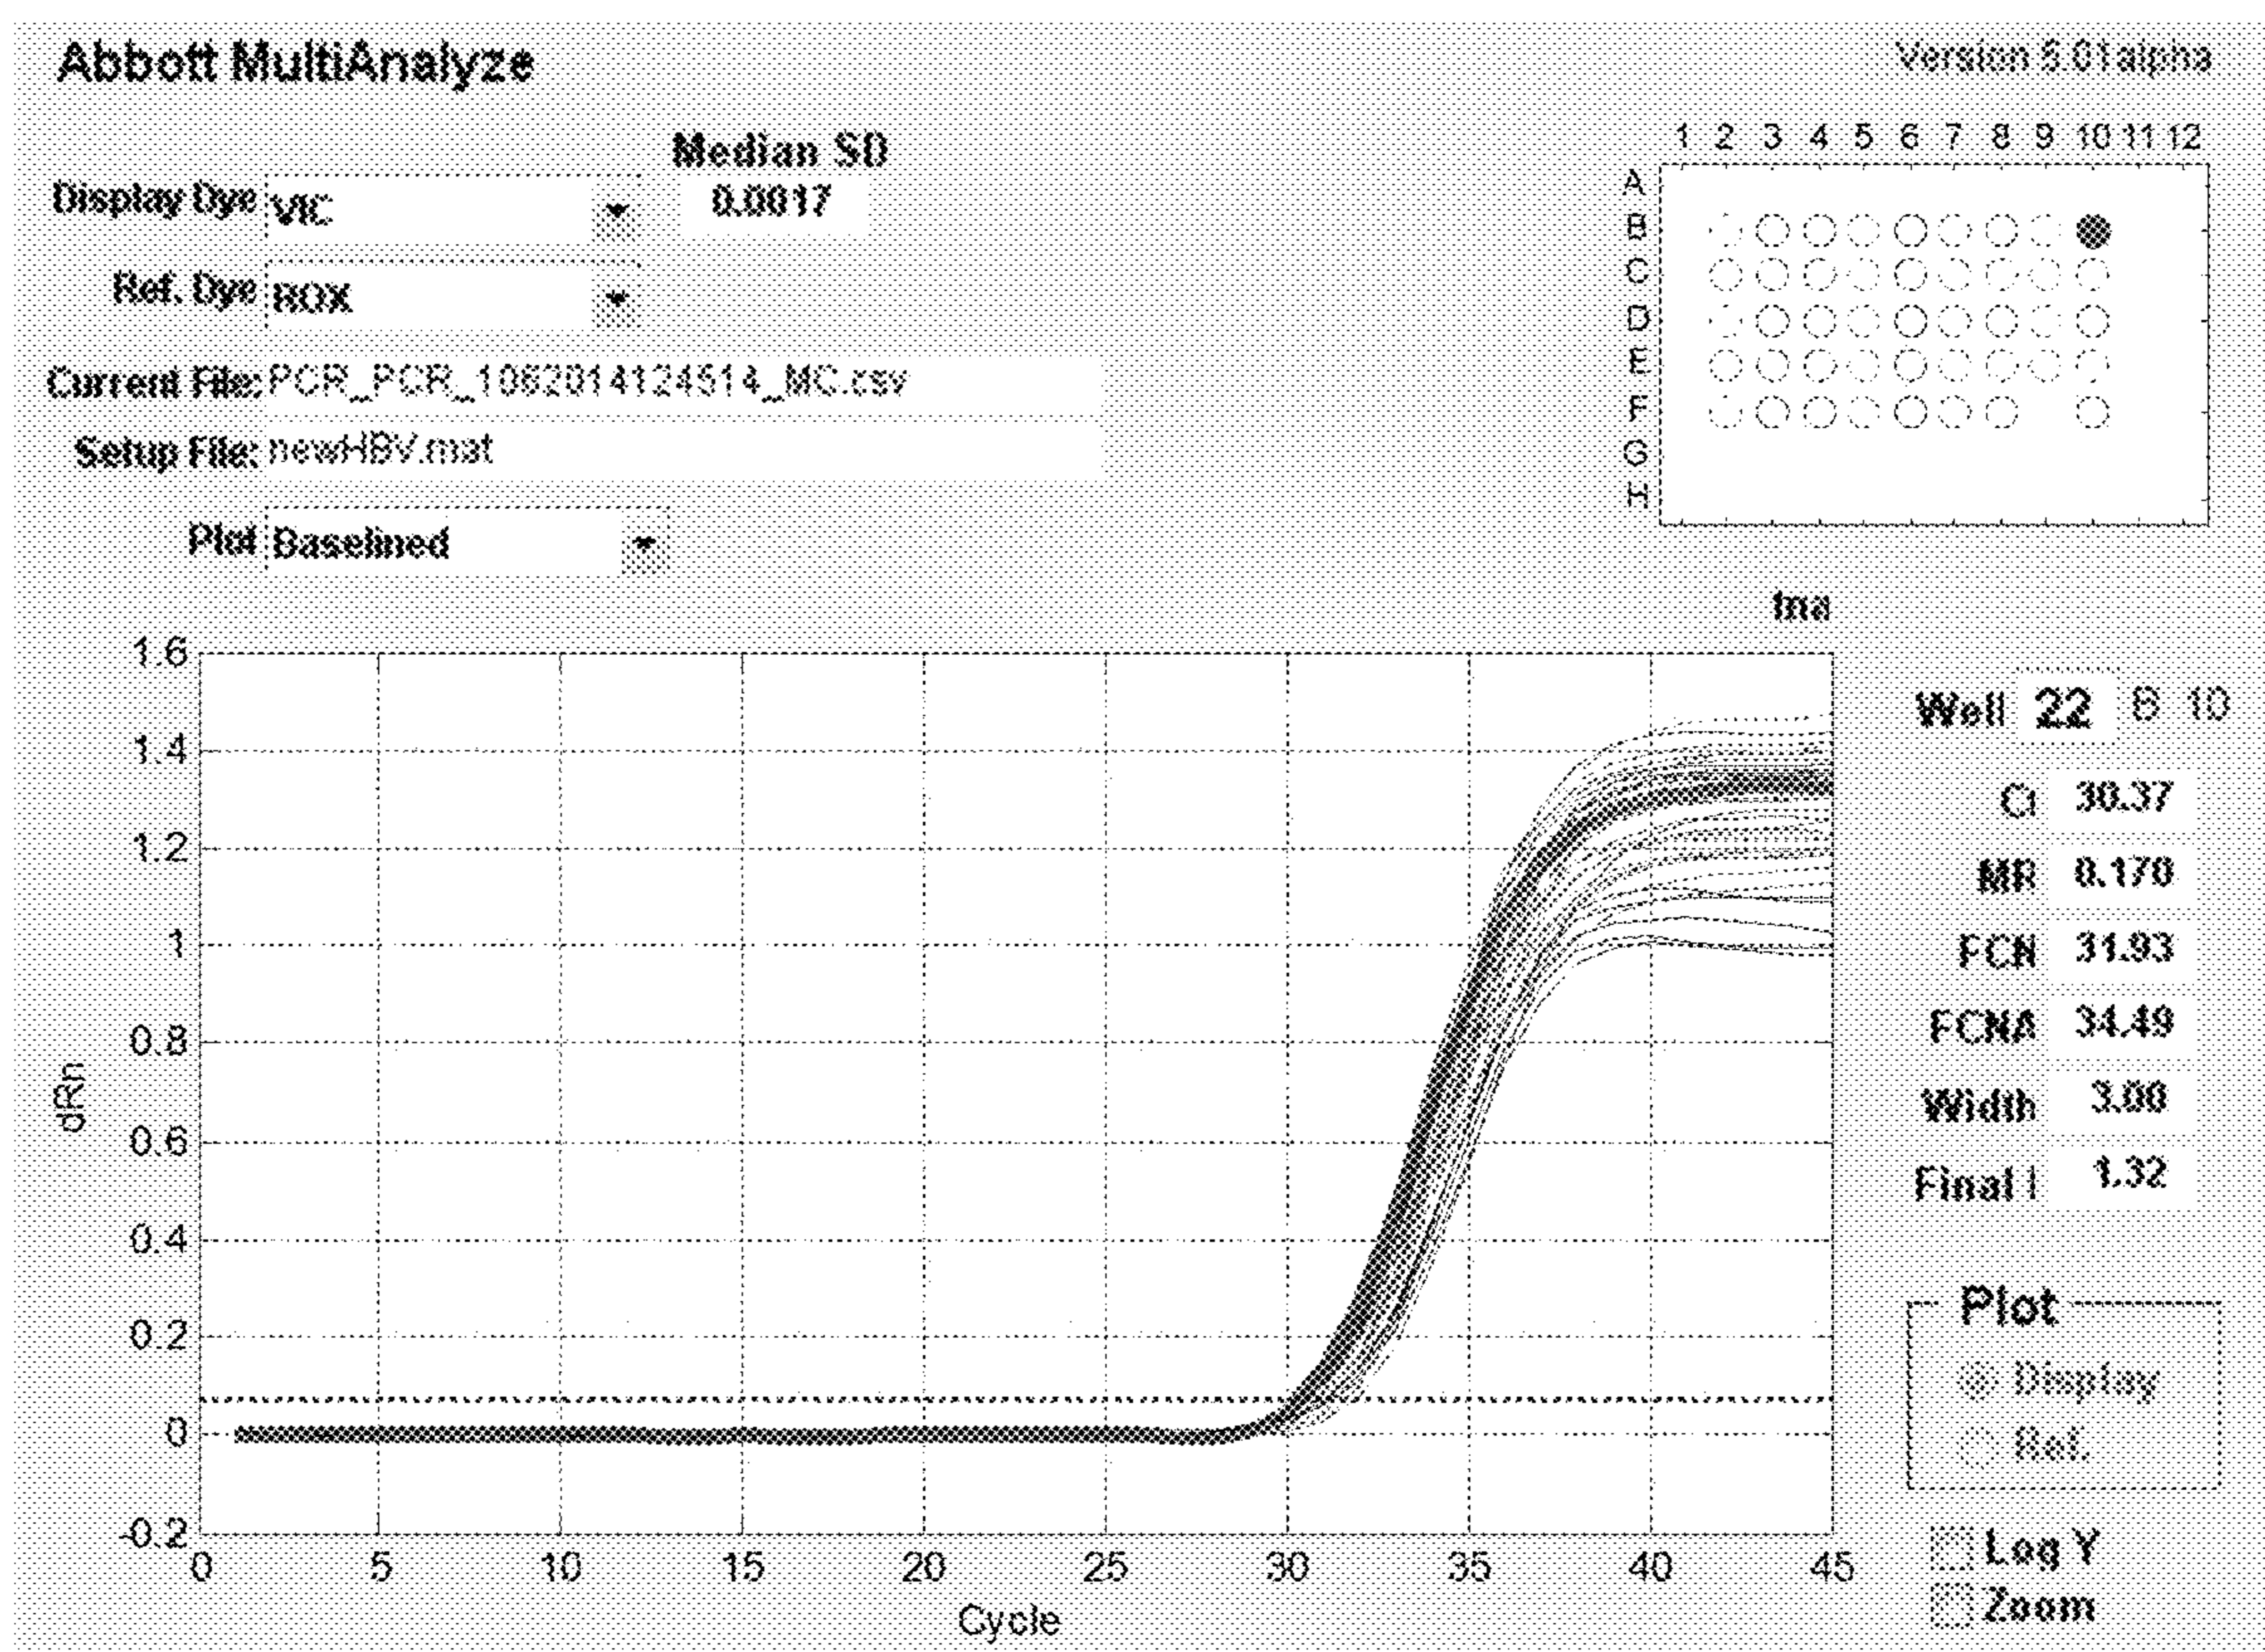 Abbott MultiAnalyze
Version 5.01alpha
Median SD
0.0017
Display Dye VIC
Ref. Dye ROX
Current File: PCR_PCR_1062014124514_MC.csv
Setup File: newHBV.mat
Plot Baselined
1 2 3 4 5 6 7 8 9 10 11 12
A
B
C
D
E
F
G
H
Ina
1.6
1.4
1.2
1
0.8
0.6
0.4
0.2
0
-0.2
dRn
0 5 10 15 20 25 30 35 40 45
Cycle
Well 22 B 10
Ct 30.37
MR 0.170
FCN 31.93
FCNA 34.49
Width 3.00
Final I 1.32
Plot
Display
Ref.
Log Y
Zoom